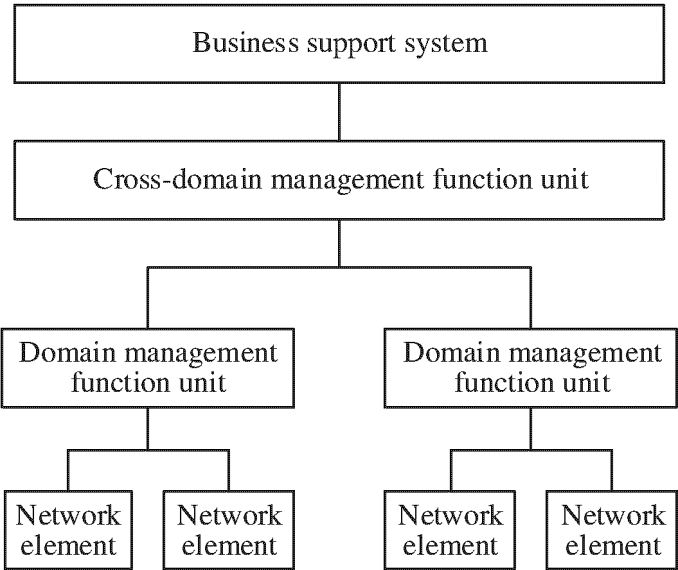 Business support system
Cross-domain management function unit
Domain management
function unit
Domain management
function unit
Network
element
Network
element
Network
element
Network
element